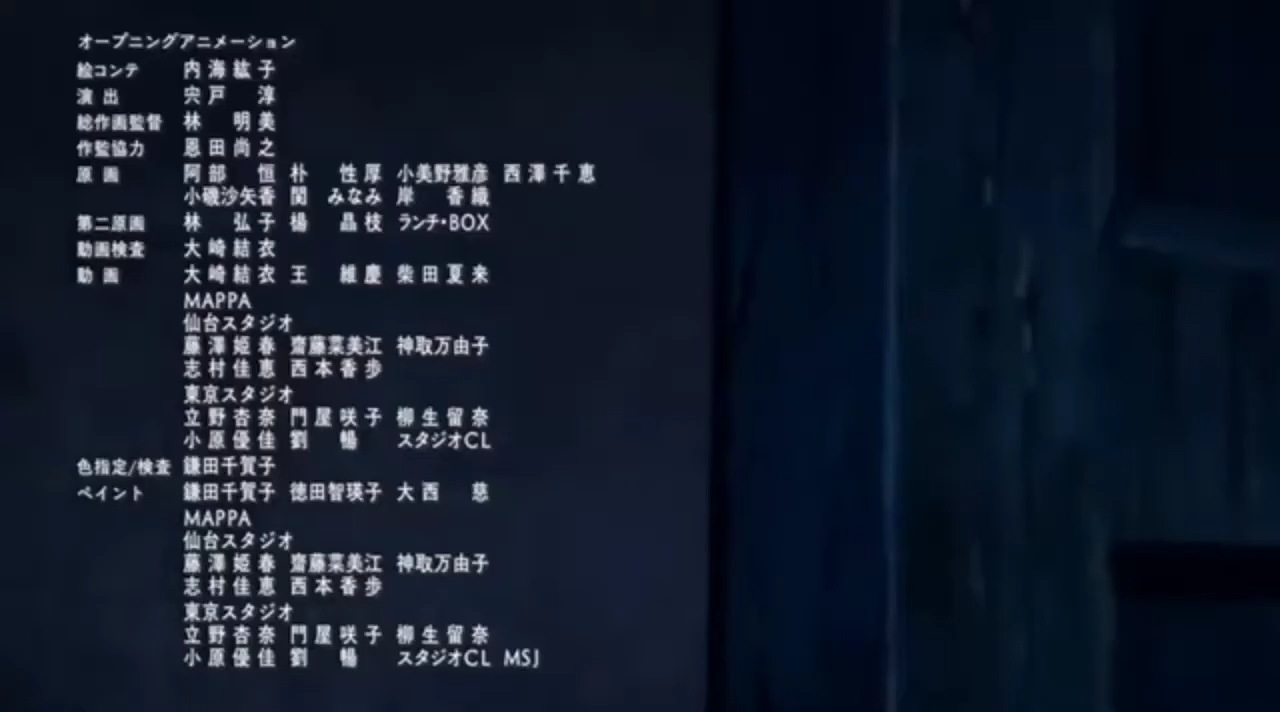 オープニングアニメーション
絵コンテ 内海紘子
演出 宍戸 淳
総作画監督 林 明美
作監協力 恩田尚之
原画 阿部 恒 朴 性厚 小美野雅彦 西澤千恵
小磯沙矢香 関 みなみ 岸 香織
第二原画 林 弘子 楊 晶枝 ランチ・BOX
動画検査 大崎結衣
動画 大崎結衣 王 維慶 柴田夏来
MAPPA
仙台スタジオ
藤澤姫春 齋藤菜美江 神取万由子
志村佳恵 西本香歩
東京スタジオ
立野杏奈 門屋咲子 柳生留奈
小原優佳 劉 暢 スタジオCL
色指定/検査 鎌田千賀子
ペイント 鎌田千賀子 徳田智瑛子 大西 慈
MAPPA
仙台スタジオ
藤澤姫春 齋藤菜美江 神取万由子
志村佳恵 西本香歩
東京スタジオ
立野杏奈 門屋咲子 柳生留奈
小原優佳 劉 暢 スタジオCL MSJ